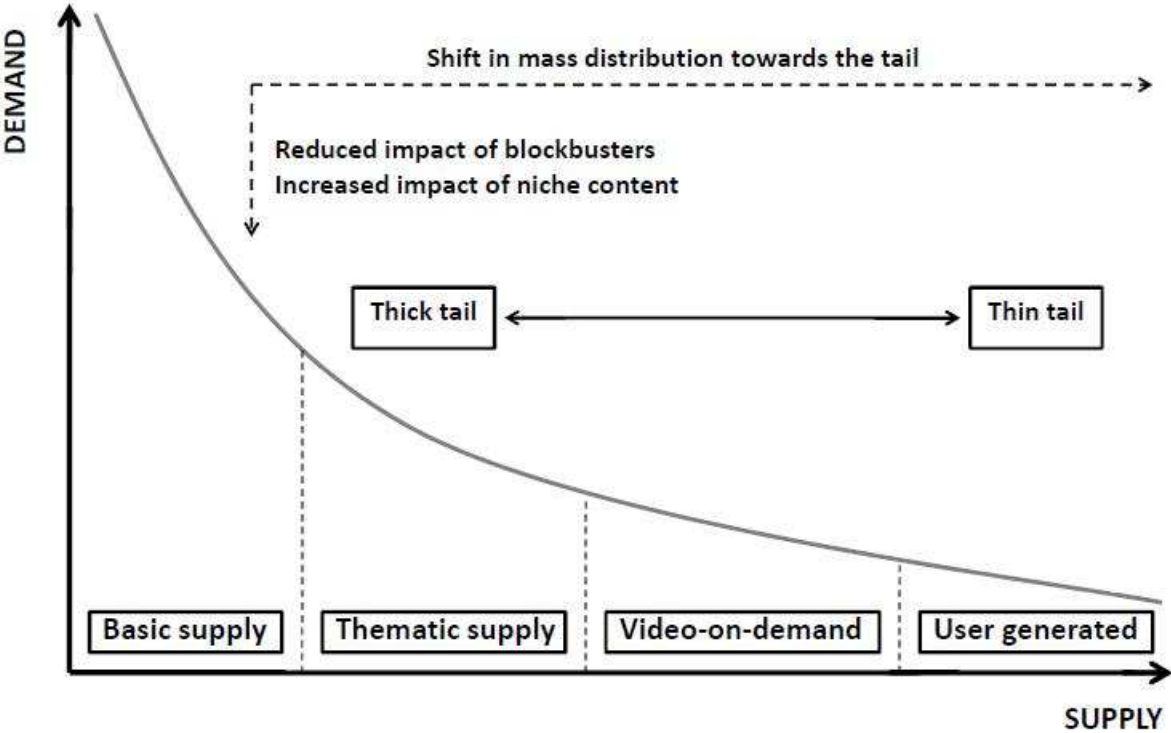 DEMAND
Shift in mass distribution towards the tail
Reduced impact of blockbusters
Increased impact of niche content
Thick tail
Thin tail
Basic supply
Thematic supply
Video-on-demand
User generated
SUPPLY